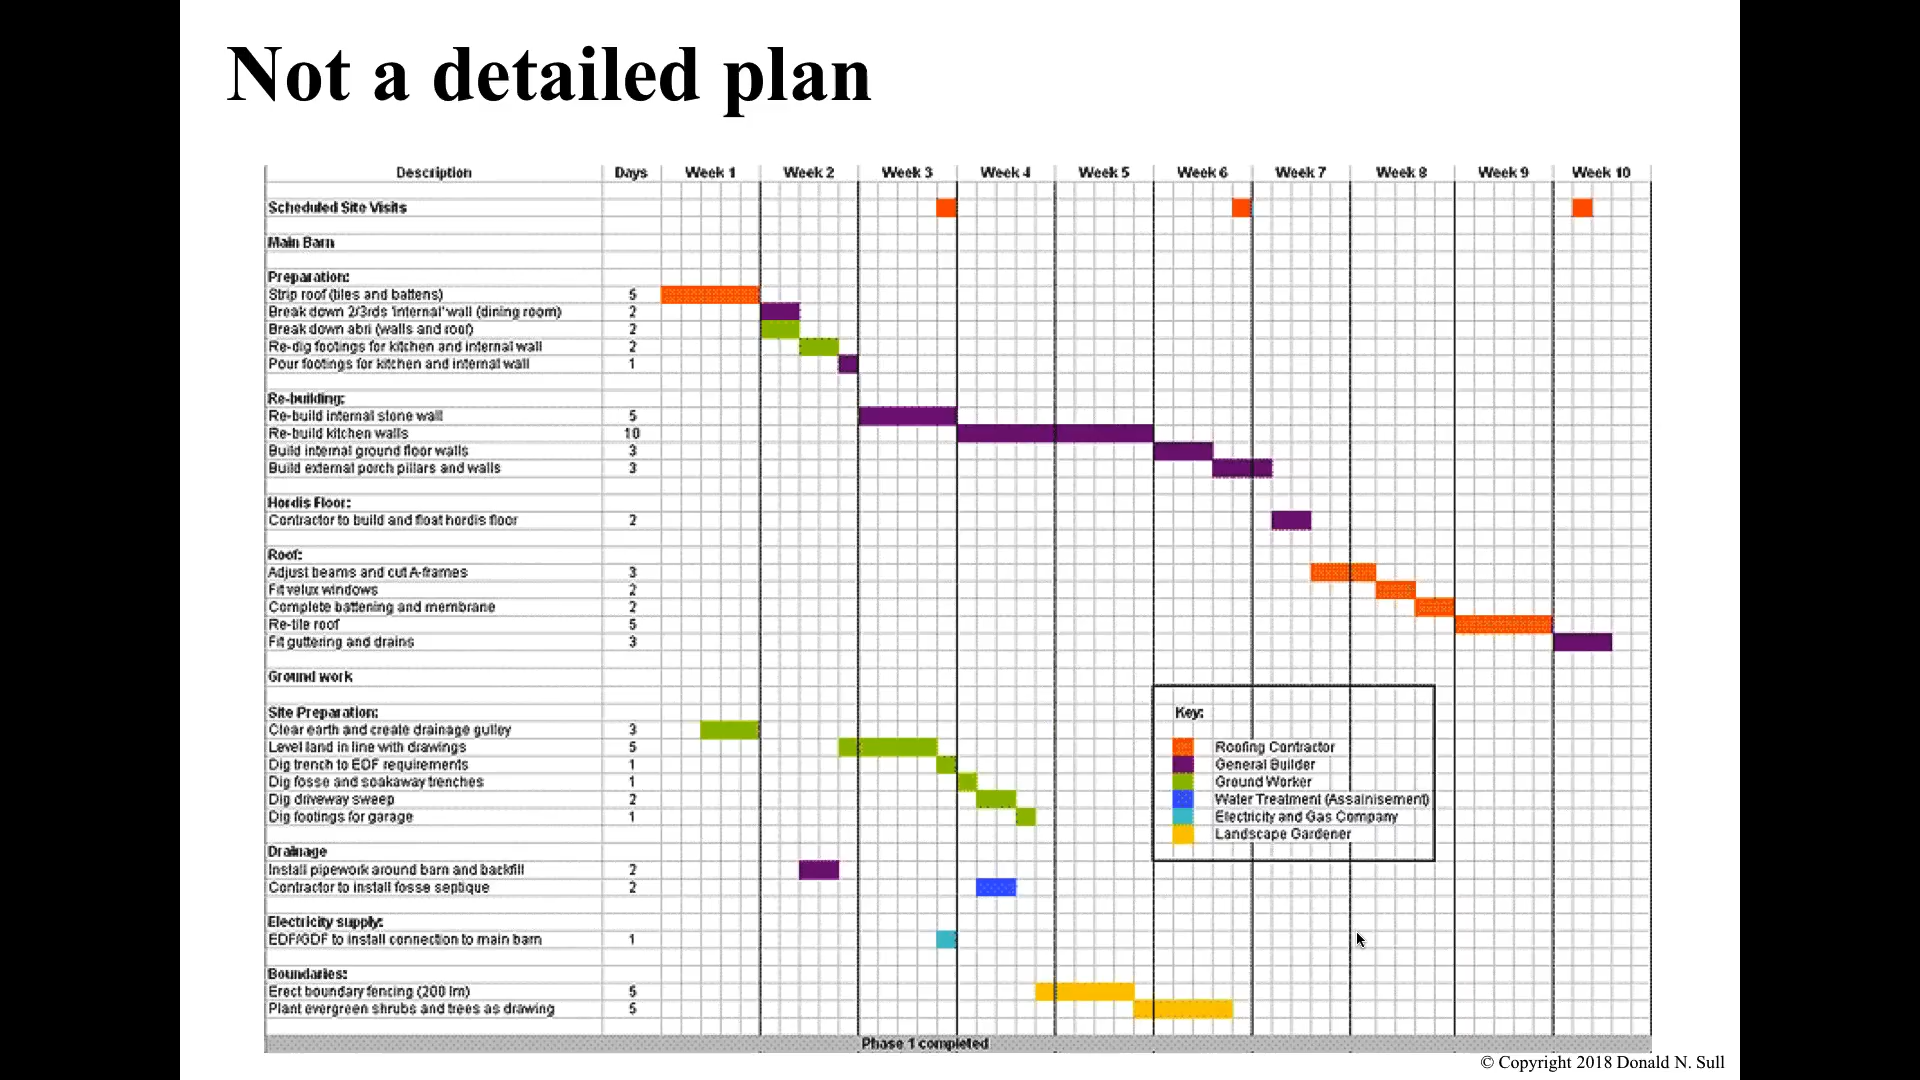 Not a detailed plan
Description Days Week 1 Week 2 Week 3 Week 4 Week 5 Week 6 Week 7 Week 8 Week 9 Week 10
Scheduled Site Visits
Main Barn
Preparation:
Strip roof (tiles and battens) 5
Break down 2/3rds 'internal' wall (dining room) 2
Break down abri (walls and roof) 2
Re-dig footings for kitchen and internal wall 2
Pour footings for kitchen and internal wall 1
Re-building:
Re-build internal stone wall 5
Re-build kitchen walls 10
Build internal ground floor walls 3
Build external porch pillars and walls 3
Hordis Floor:
Contractor to build and float hordis floor 2
Roof:
Adjust beams and cut A-frames 3
Fit velux windows 2
Complete battening and membrane 2
Re-tile roof 5
Fit guttering and drains 3
Ground work
Site Preparation:
Clear earth and create drainage gulley 3
Level land in line with drawings 5
Dig trench to EDF requirements 1
Dig fosse and soakaway trenches 1
Dig driveway sweep 2
Dig footings for garage 1
Drainage
Install pipework around barn and backfill 2
Contractor to install fosse septique 2
Electricity supply:
EDF/GDF to install connection to main barn 1
Boundaries:
Erect boundary fencing (200 lm) 5
Plant evergreen shrubs and trees as drawing 5
Key:
Roofing Contractor
General Builder
Ground Worker
Water Treatment (Assainisement)
Electricity and Gas Company
Landscape Gardener
Phase 1 completed
© Copyright 2018 Donald N. Sull